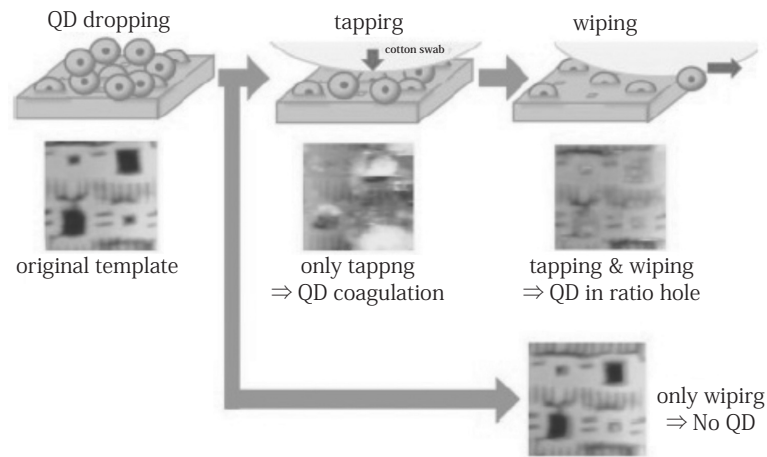 QD dropping
tappirg
wiping
cotton swab
original template
only tappng
⇒ QD coagulation
tapping & wiping
⇒ QD in ratio hole
only wipirg
⇒ No QD